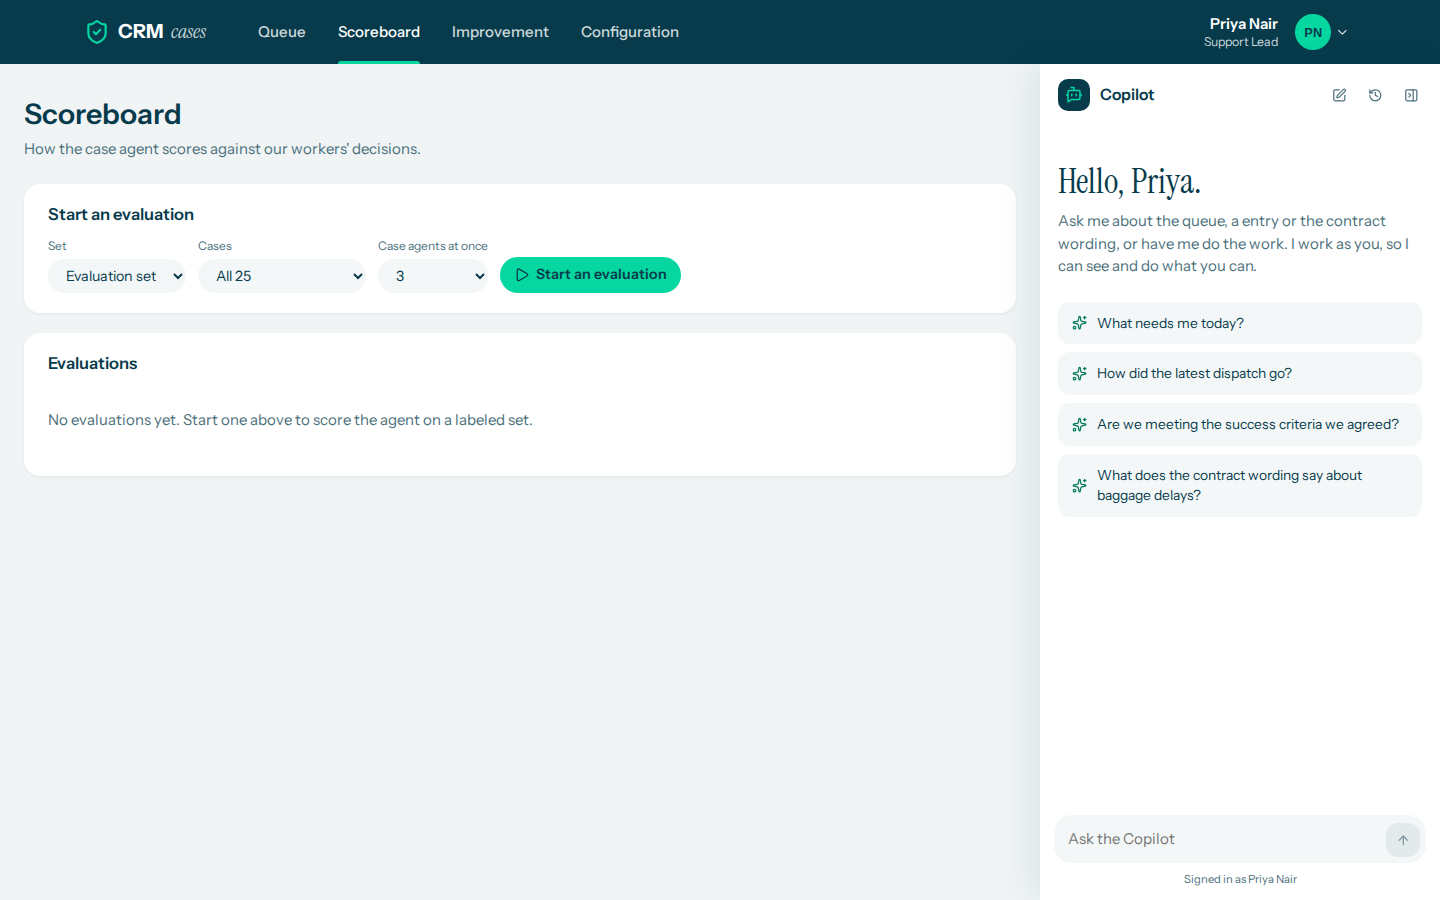 CRM cases
Queue
Scoreboard
Improvement
Configuration
Priya Nair
Support Lead
PN
Scoreboard
How the case agent scores against our workers' decisions.
Start an evaluation
Set
Cases
Case agents at once
Evaluation set
All 25
3
Start an evaluation
Evaluations
No evaluations yet. Start one above to score the agent on a labeled set.
Copilot
Hello, Priya.
Ask me about the queue, a entry or the contract
wording, or have me do the work. I work as you, so I
can see and do what you can.
What needs me today?
How did the latest dispatch go?
Are we meeting the success criteria we agreed?
What does the contract wording say about
baggage delays?
Ask the Copilot
Signed in as Priya Nair